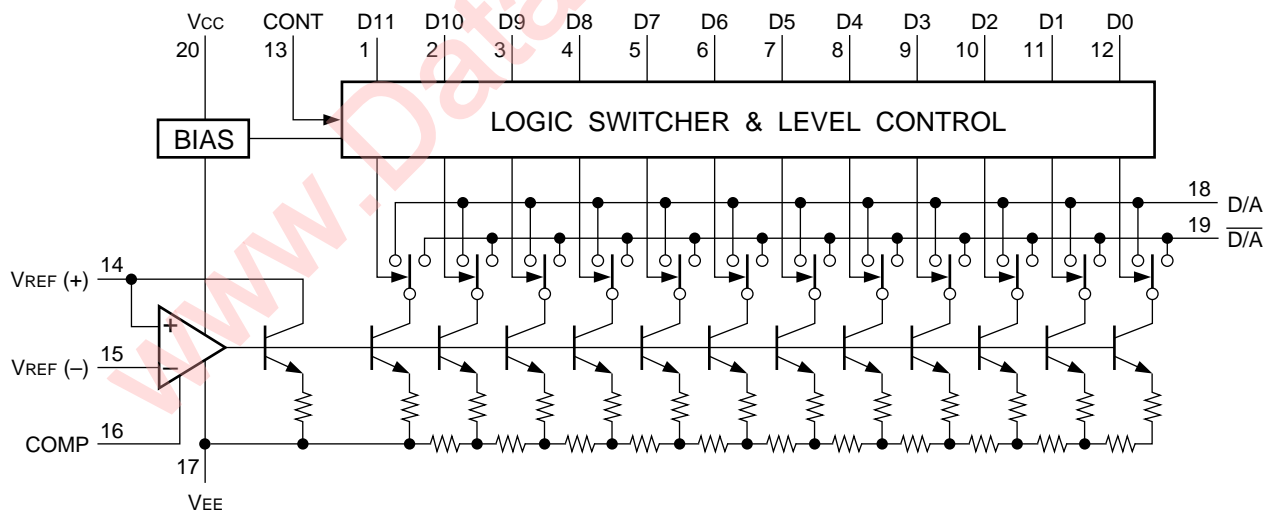 VCC CONT D11 D10 D9 D8 D7 D6 D5 D4 D3 D2 D1 D0
20 13 1 2 3 4 5 6 7 8 9 10 11 12
LOGIC SWITCHER & LEVEL CONTROL
BIAS
18 D/A
19 D/A
14
VREF (+)
+
15
VREF (–)
–
16
COMP
17
VEE
www.Data